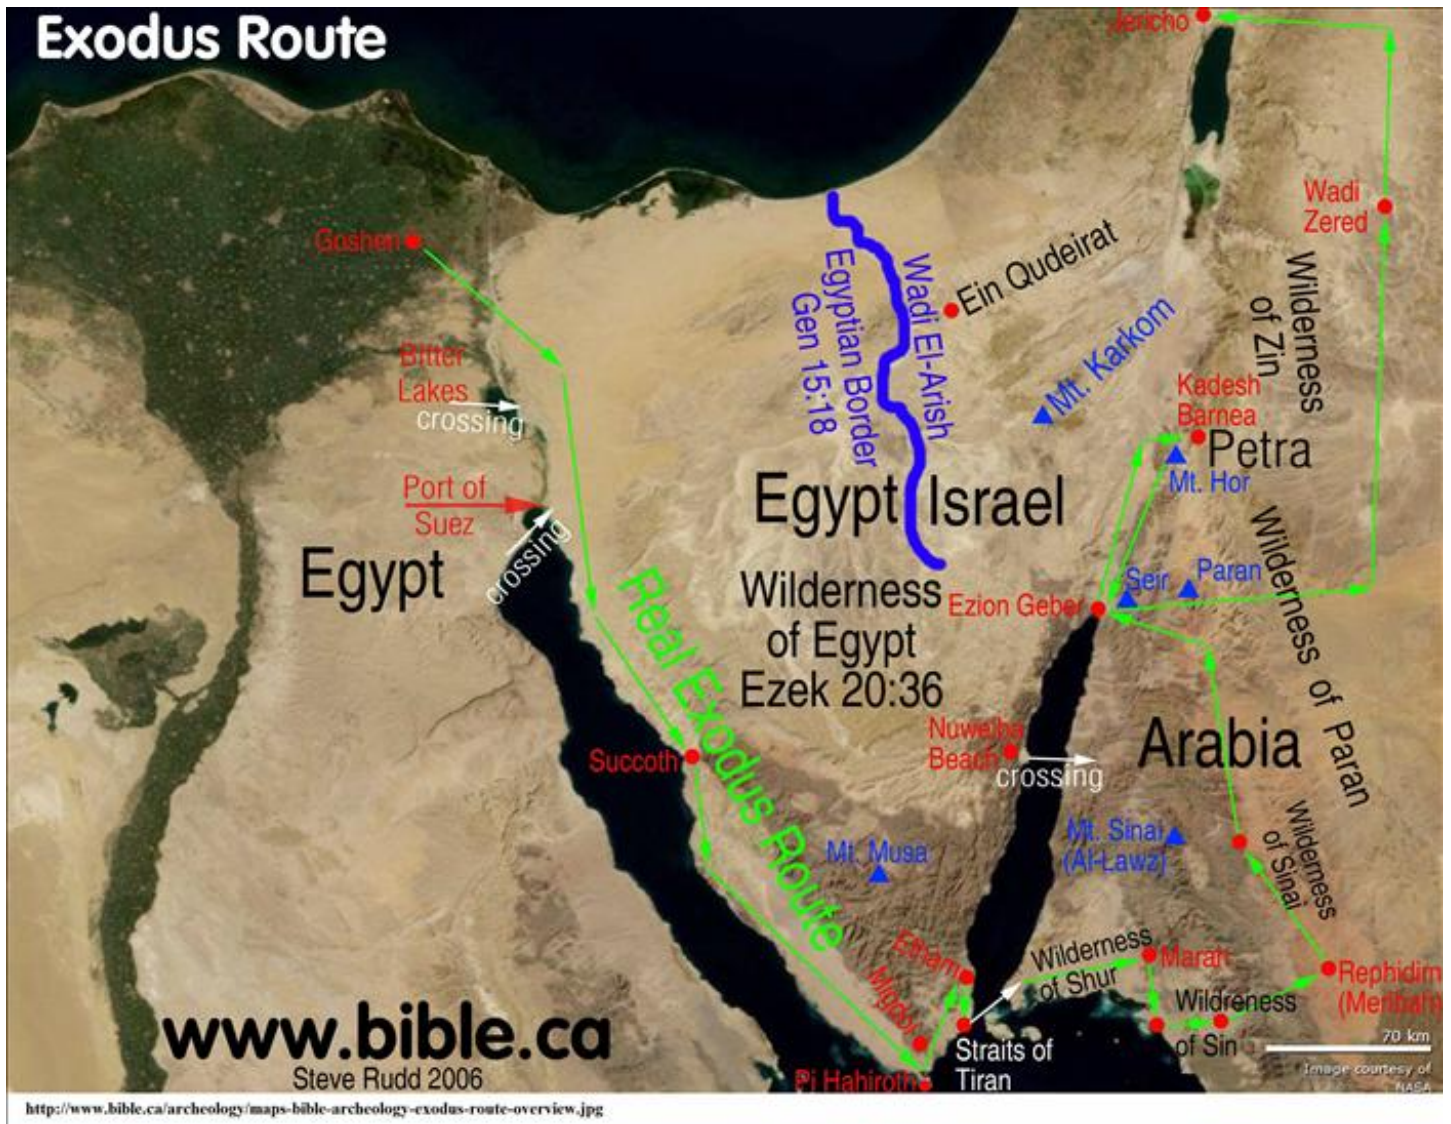 Exodus Route
Jericho
Wadi
Zered
Goshen
Ein Qudeirat
Wadi El-Arish
Egyptian Border
Gen 15:18
Wilderness
of Zin
Bitter
Lakes
crossing
Mt. Karkom
Kadesh
Barnea
Petra
Mt. Hor
Port of
Suez
crossing
Egypt
Egypt
Israel
Wilderness
of Egypt
Ezek 20:36
Ezion Geber
Seir
Paran
Wilderness of Paran
Real Exodus Route
Succoth
Nuweiba
Beach
crossing
Arabia
Mt. Musa
Mt. Sinai
(Al-Lawz)
Wilderness
of Sinai
Etham
Migdol
Wilderness
of Shur
Marah
Rephidim
(Meribah)
Wildreness
of Sin
Straits of
Tiran
Pi Hahiroth
70 km
Image courtesy of
NASA
www.bible.ca
Steve Rudd 2006
http://www.bible.ca/archeology/maps-bible-archeology-exodus-route-overview.jpg